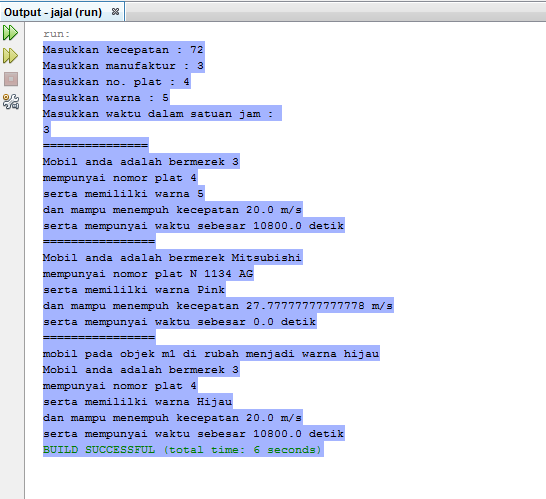 Output - jajal (run)
run:
Masukkan kecepatan : 72
Masukkan manufaktur : 3
Masukkan no. plat : 4
Masukkan warna : 5
Masukkan waktu dalam satuan jam :
3
===============
Mobil anda adalah bermerek 3
mempunyai nomor plat 4
serta memililki warna 5
dan mampu menempuh kecepatan 20.0 m/s
serta mempunyai waktu sebesar 10800.0 detik
================
Mobil anda adalah bermerek Mitsubishi
mempunyai nomor plat N 1134 AG
serta memililki warna Pink
dan mampu menempuh kecepatan 27.77777777777778 m/s
serta mempunyai waktu sebesar 0.0 detik
================
mobil pada objek m1 di rubah menjadi warna hijau
Mobil anda adalah bermerek 3
mempunyai nomor plat 4
serta memililki warna Hijau
dan mampu menempuh kecepatan 20.0 m/s
serta mempunyai waktu sebesar 10800.0 detik
BUILD SUCCESSFUL (total time: 6 seconds)